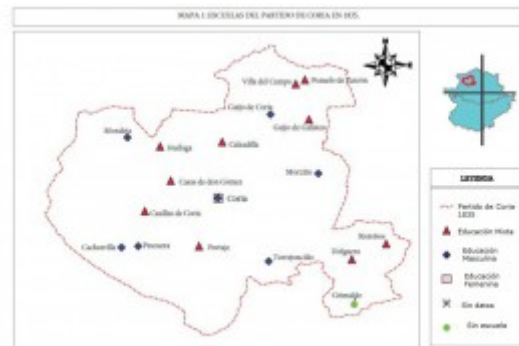 MAPA I: ESCUELAS DEL PARTIDO DE CORIA EN 1835.
Villa del Campo
Pozuelo de Zarzón
Guijo de Coria
Guijo de Galisteo
Morcillo
Huélaga
Calzadilla
Casas de don Gómez
Coria
Casillas de Coria
Cachorrilla
Pescueza
Portaje
Torrejoncillo
Holguera
Riolobos
Grimaldo
LEYENDA
Partido de Coria
1835
Educación Mixta
Educación
Masculina
Educación
Femenina
Sin datos
Sin escuela